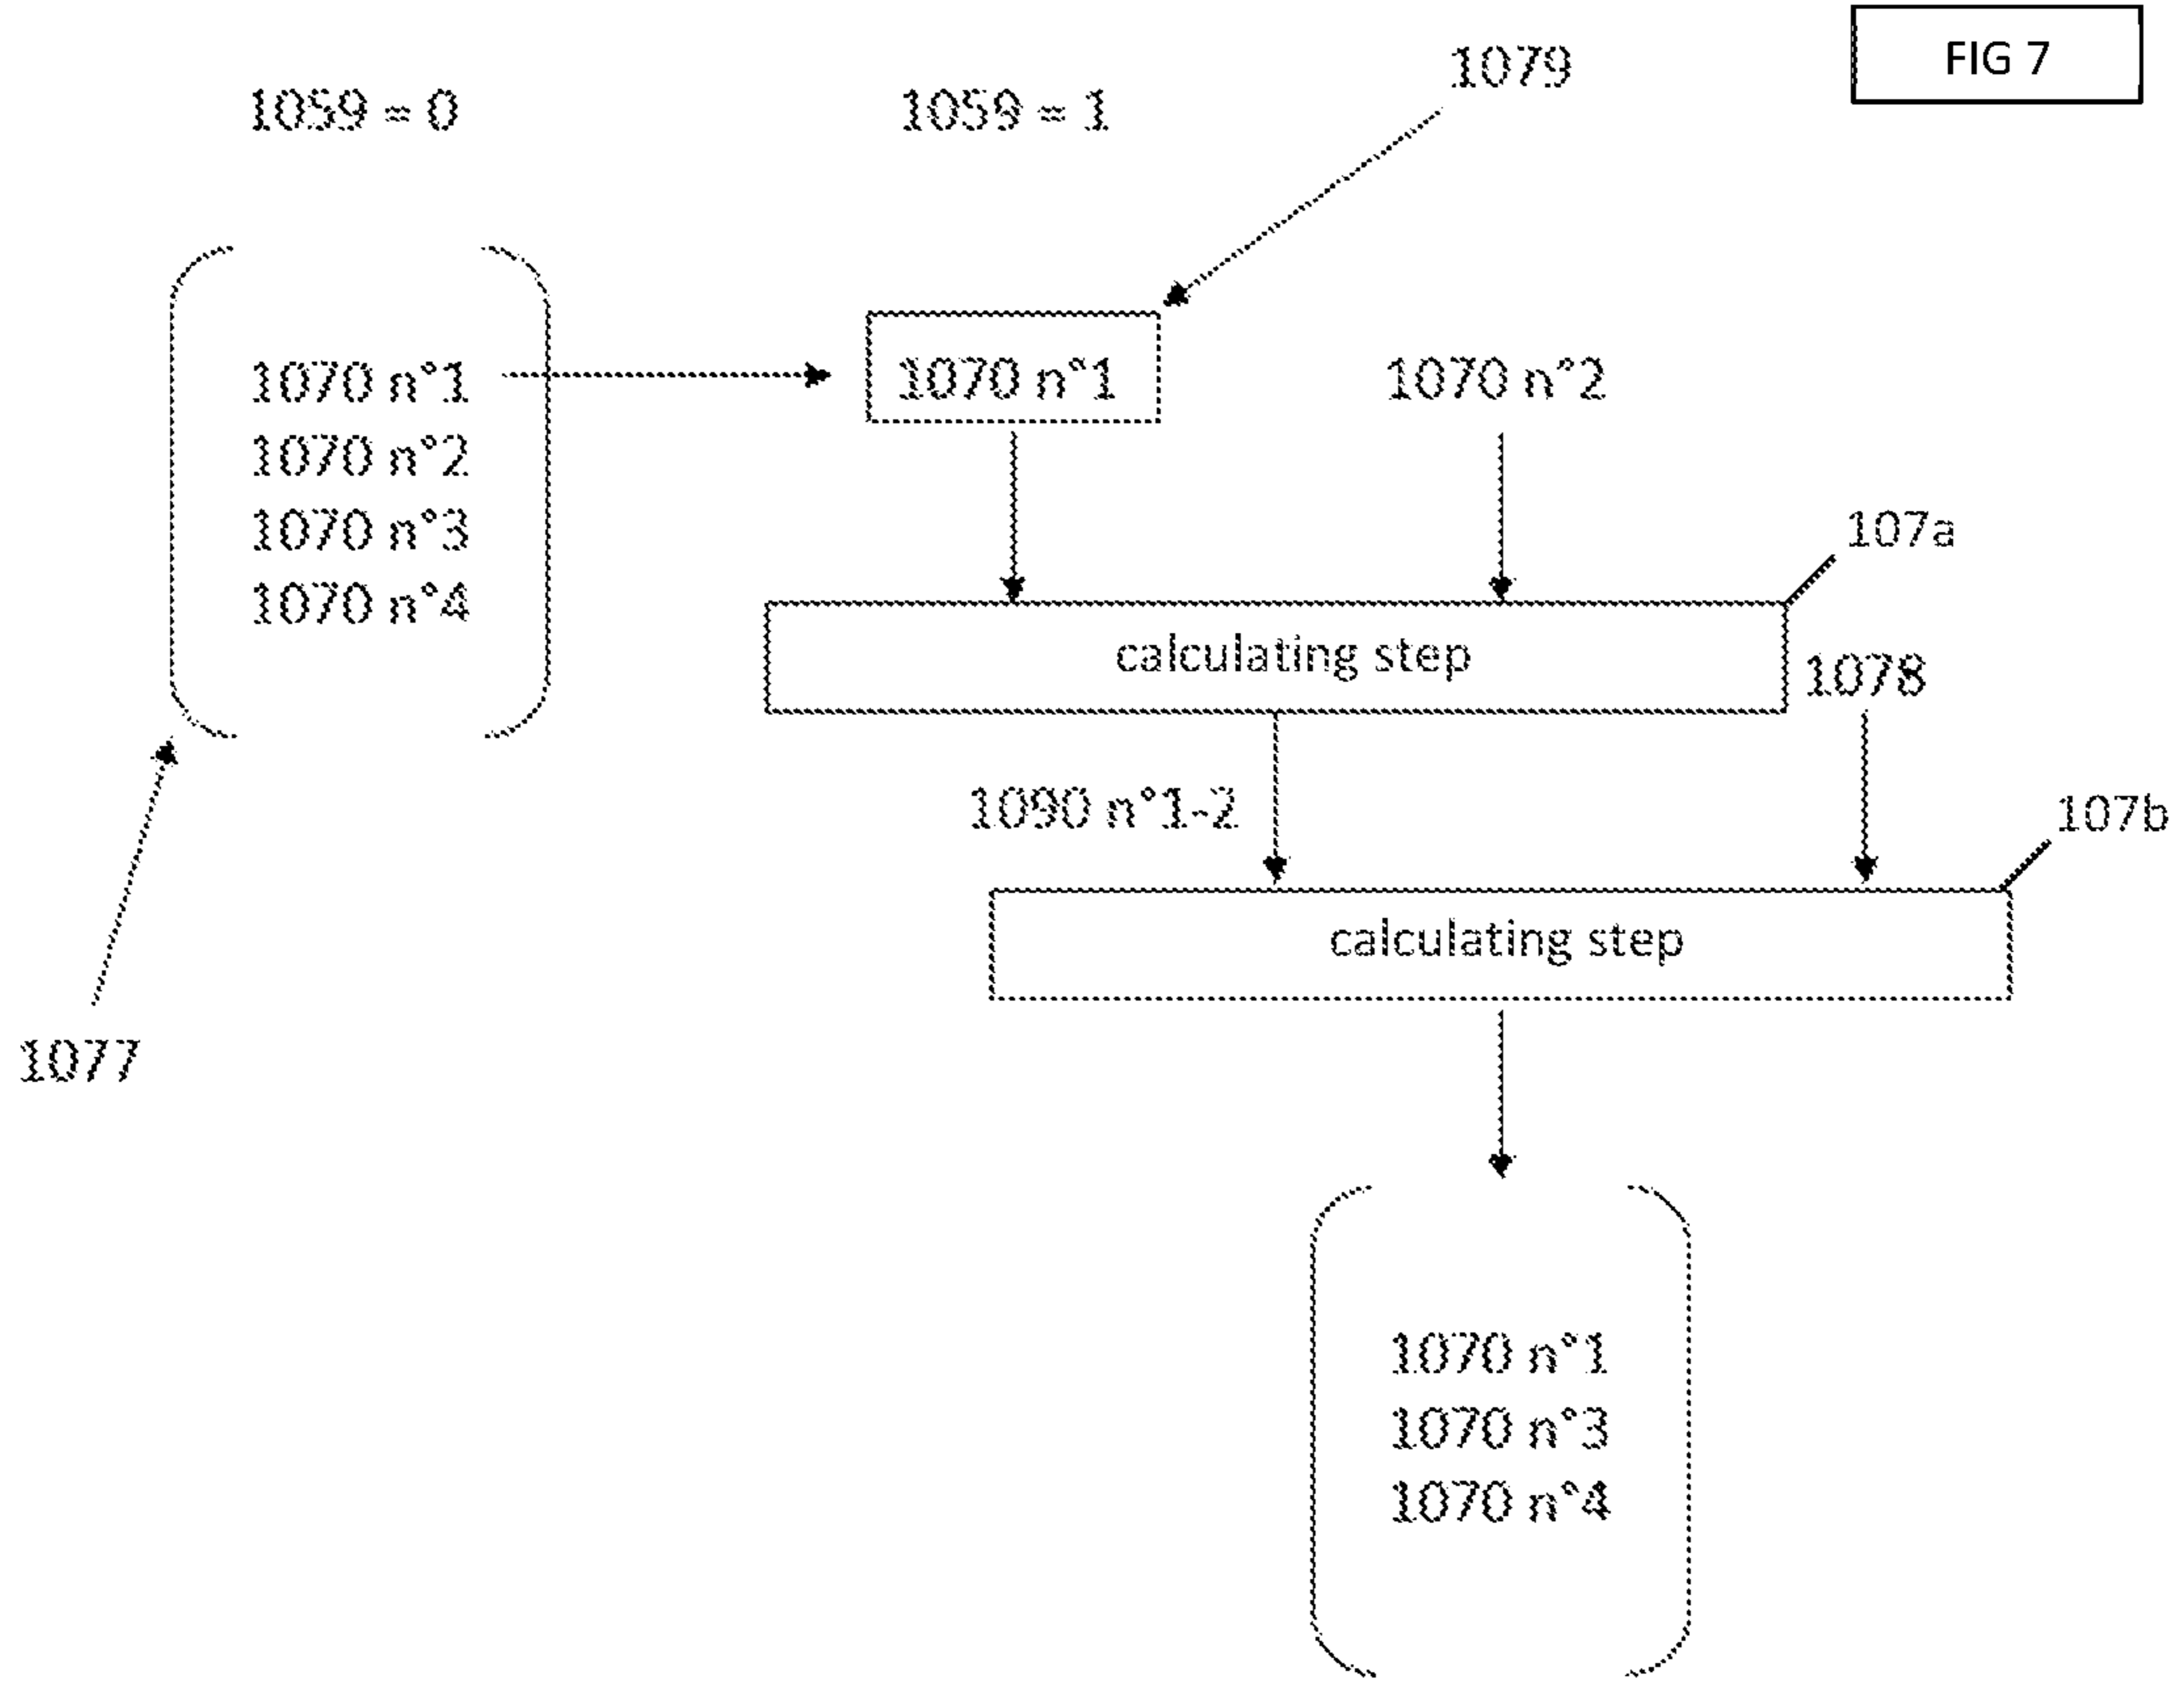 FIG 7
1079
1059 = 0
1059 = 1
1070 n°1
1070 n°2
1070 n°3
1070 n°4
1070 n°1
1070 n°2
107a
calculating step
1078
1090 n°1-2
107b
calculating step
1077
1070 n°1
1070 n°3
1070 n°4